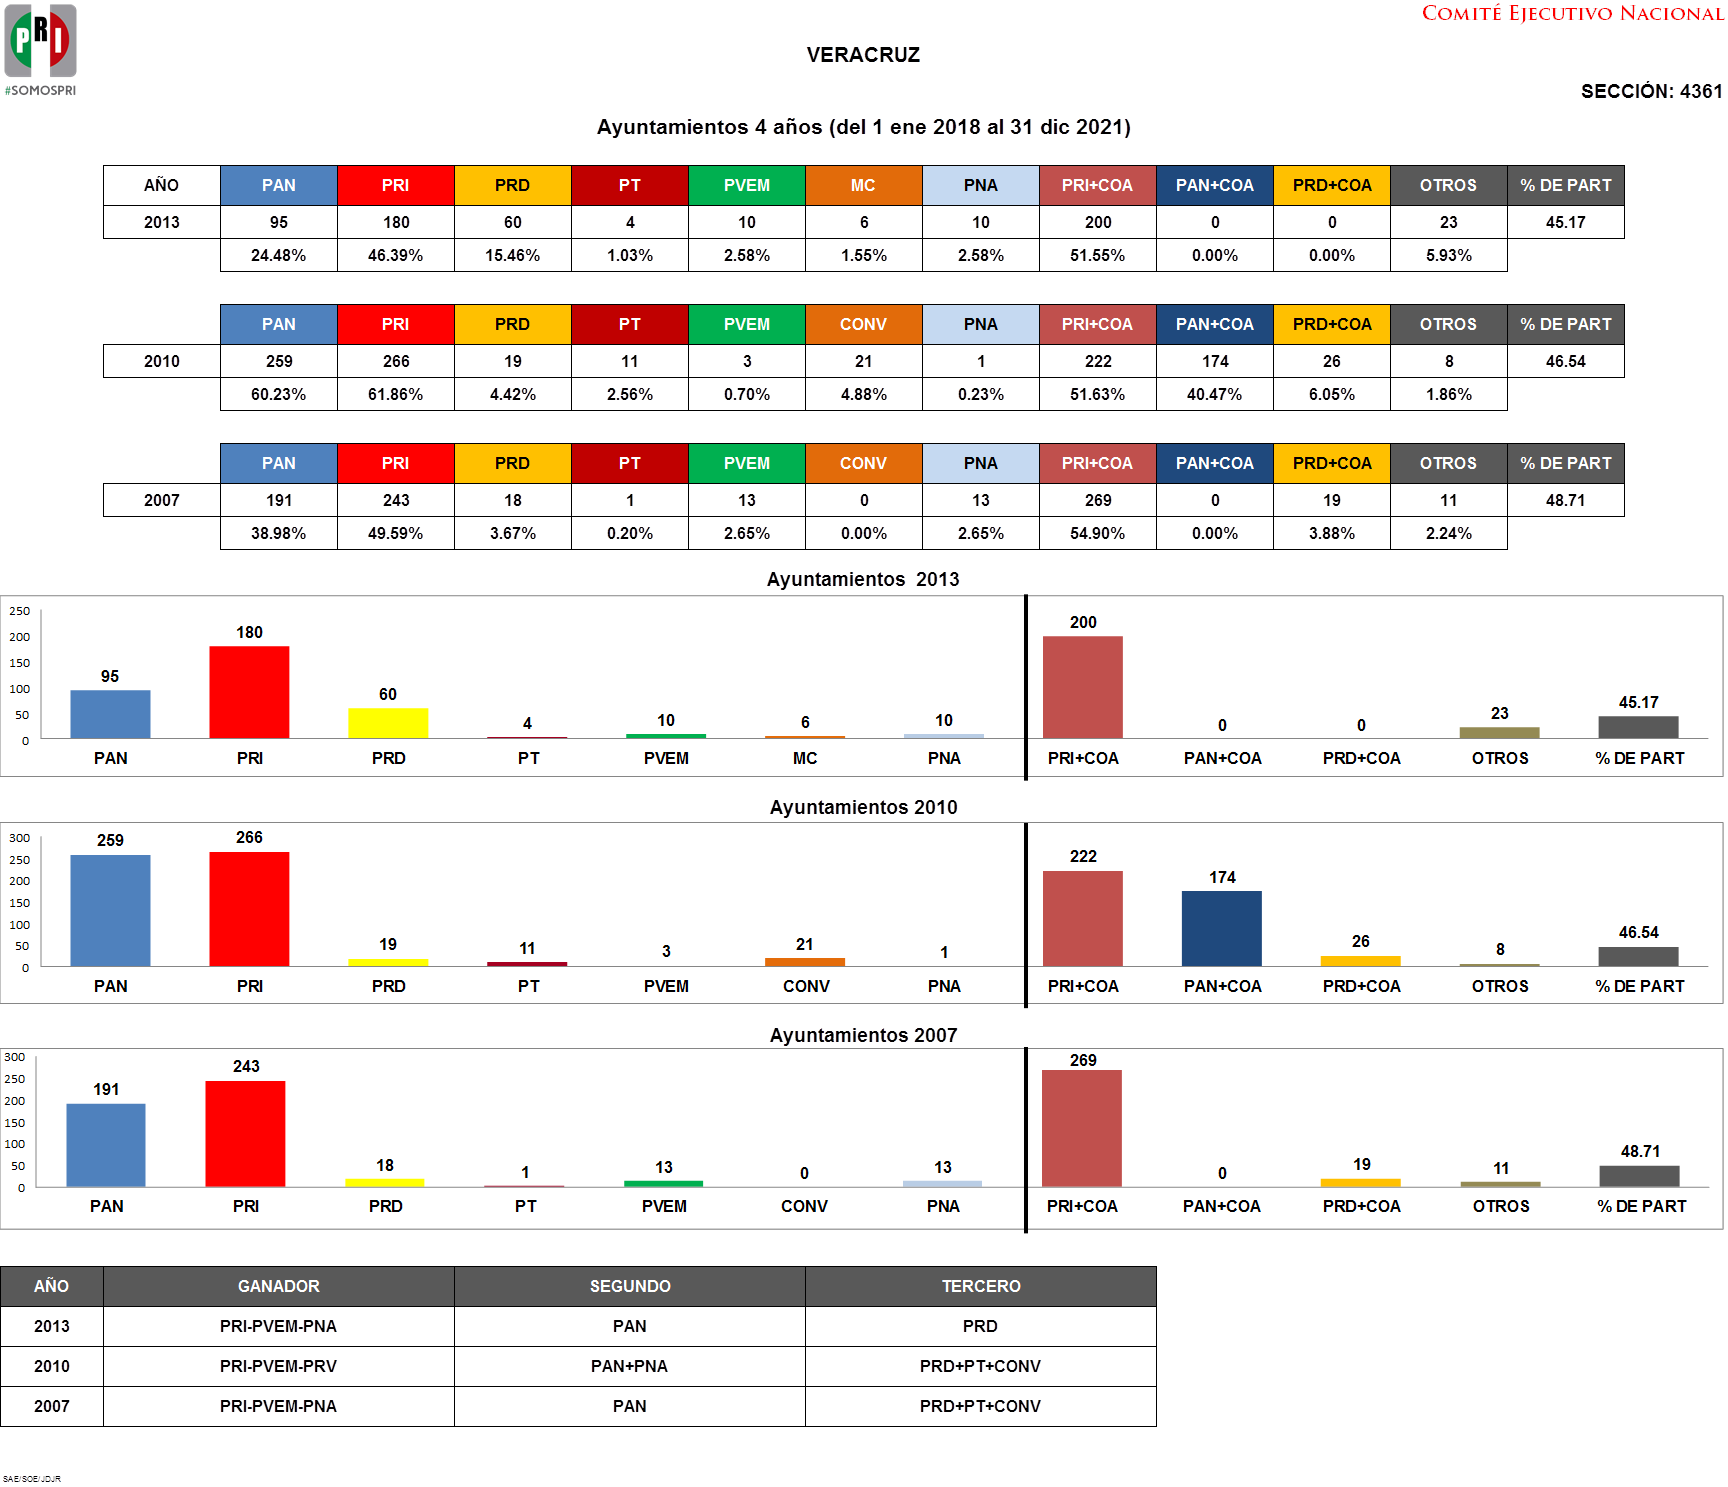 PRI
#SOMOSPRI
COMITÉ EJECUTIVO NACIONAL
VERACRUZ
SECCIÓN: 4361
Ayuntamientos 4 años (del 1 ene 2018 al 31 dic 2021)
AÑO PAN PRI PRD PT PVEM MC PNA PRI+COA PAN+COA PRD+COA OTROS % DE PART
2013 95 180 60 4 10 6 10 200 0 0 23 45.17
24.48% 46.39% 15.46% 1.03% 2.58% 1.55% 2.58% 51.55% 0.00% 0.00% 5.93%
PAN PRI PRD PT PVEM CONV PNA PRI+COA PAN+COA PRD+COA OTROS % DE PART
2010 259 266 19 11 3 21 1 222 174 26 8 46.54
60.23% 61.86% 4.42% 2.56% 0.70% 4.88% 0.23% 51.63% 40.47% 6.05% 1.86%
PAN PRI PRD PT PVEM CONV PNA PRI+COA PAN+COA PRD+COA OTROS % DE PART
2007 191 243 18 1 13 0 13 269 0 19 11 48.71
38.98% 49.59% 3.67% 0.20% 2.65% 0.00% 2.65% 54.90% 0.00% 3.88% 2.24%
Ayuntamientos 2013
250
200
150
100
50
0
95 180 60 4 10 6 10 200 0 0 23 45.17
PAN PRI PRD PT PVEM MC PNA PRI+COA PAN+COA PRD+COA OTROS % DE PART
Ayuntamientos 2010
300
250
200
150
100
50
0
259 266 19 11 3 21 1 222 174 26 8 46.54
PAN PRI PRD PT PVEM CONV PNA PRI+COA PAN+COA PRD+COA OTROS % DE PART
Ayuntamientos 2007
300
250
200
150
100
50
0
191 243 18 1 13 0 13 269 0 19 11 48.71
PAN PRI PRD PT PVEM CONV PNA PRI+COA PAN+COA PRD+COA OTROS % DE PART
AÑO GANADOR SEGUNDO TERCERO
2013 PRI-PVEM-PNA PAN PRD
2010 PRI-PVEM-PRV PAN+PNA PRD+PT+CONV
2007 PRI-PVEM-PNA PAN PRD+PT+CONV
SAE/SOE/JDJR